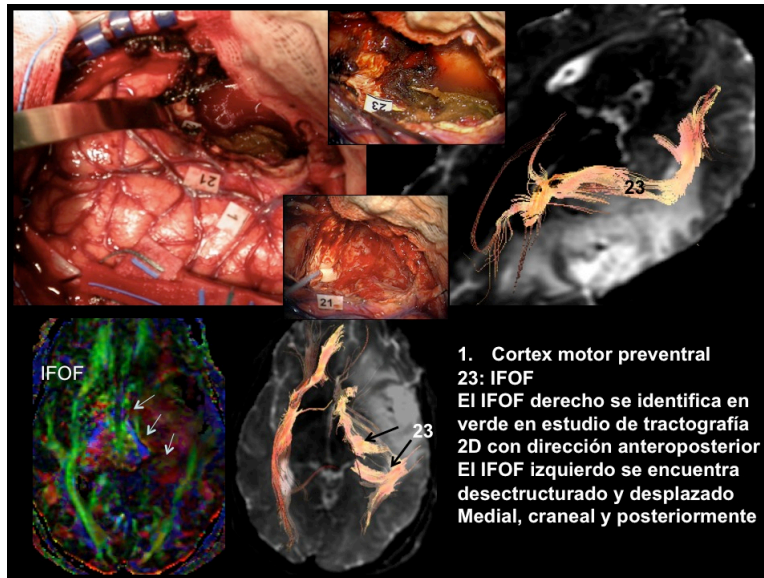 21
1
23
21
23
IFOF
23
1. Cortex motor preventral
23: IFOF
El IFOF derecho se identifica en
verde en estudio de tractografía
2D con dirección anteroposterior
El IFOF izquierdo se encuentra
desectructurado y desplazado
Medial, craneal y posteriormente